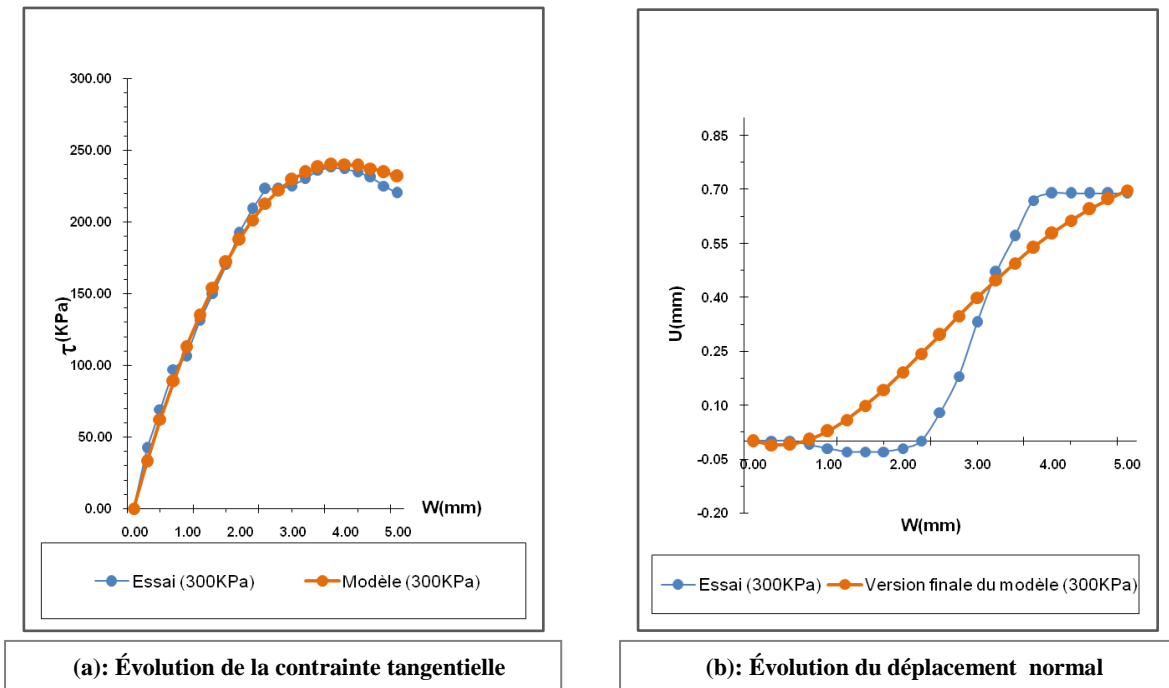 300.00
250.00
200.00
150.00
100.00
50.00
0.00
τ(KPa)
W(mm)
0.00 1.00 2.00 3.00 4.00 5.00
Essai (300KPa) Modèle (300KPa)
(a): Évolution de la contrainte tangentielle
0.85
0.70
0.55
0.40
0.25
0.10
-0.05
-0.20
U(mm)
0.00 1.00 2.00 3.00 4.00 5.00
W(mm)
Essai (300KPa) Version finale du modèle (300KPa)
(b): Évolution du déplacement normal